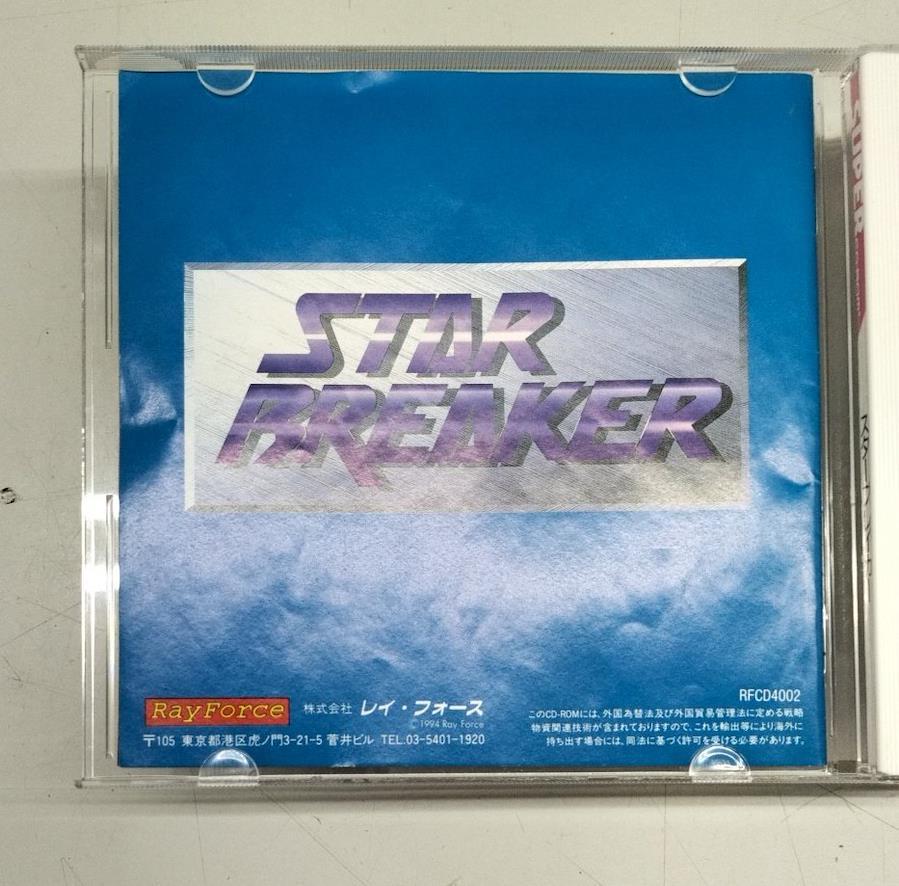 STAR
BREAKER
RayForce
株式会社 レイ・フォース
© 1994 Ray Force
〒105 東京都港区虎ノ門3-21-5 菅井ビル TEL.03-5401-1920
RFCD4002
このCD-ROMには、外国為替法及び外国貿易管理法に定める戦略
物資関連技術が含まれておりますので、これを輸出等により海外に
持ち出す場合には、同法に基づく許可を受ける必要があります。
SUPER